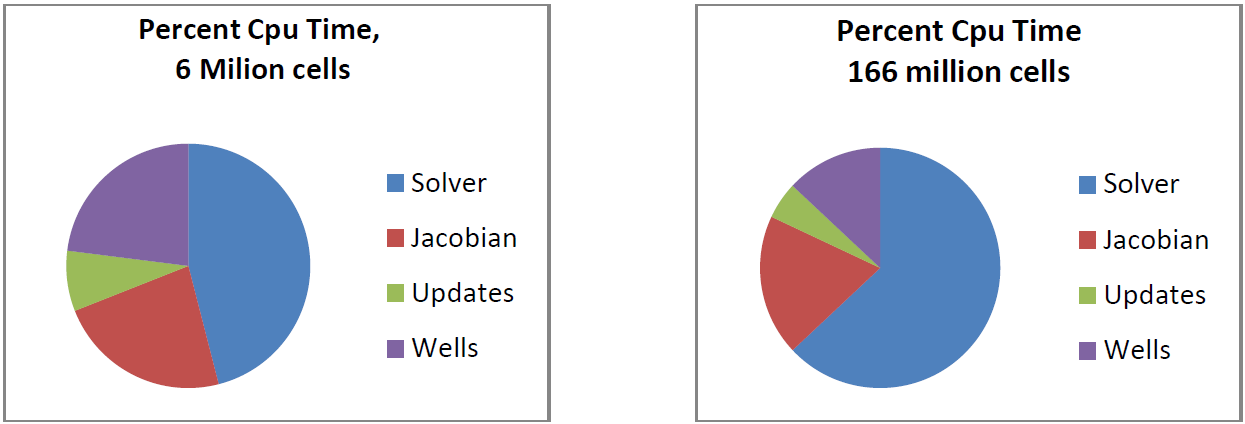 Percent Cpu Time,
6 Milion cells
Solver
Jacobian
Updates
Wells
Percent Cpu Time
166 million cells
Solver
Jacobian
Updates
Wells